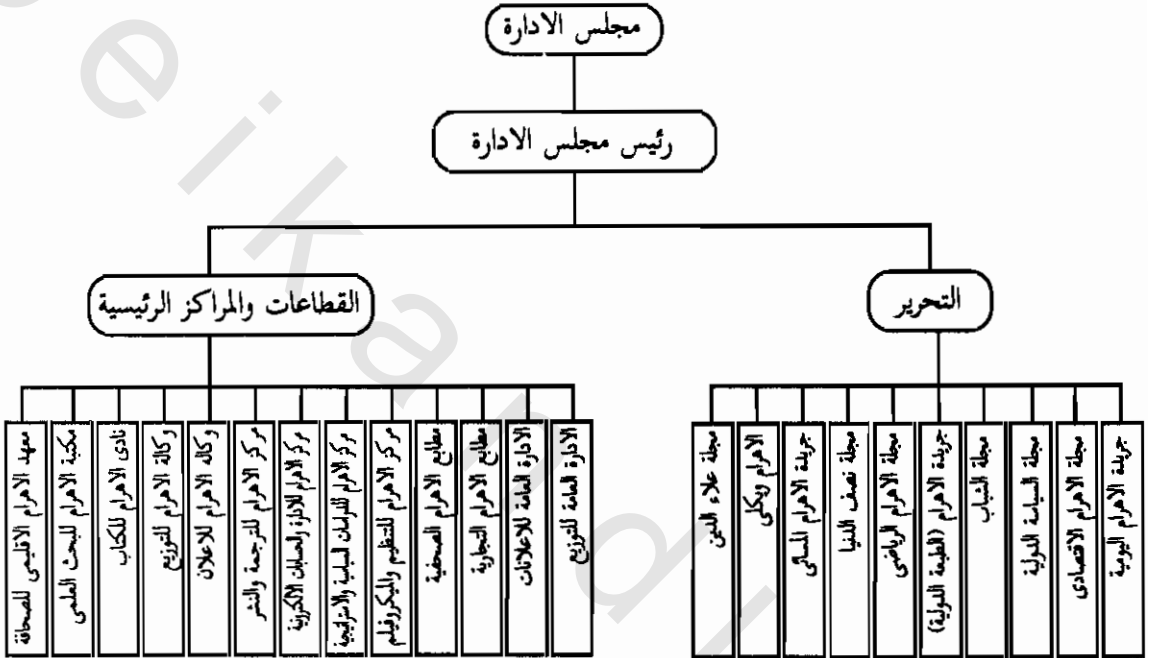 مجلس الادارة
رئيس مجلس الادارة
التحرير
القطاعات والمراكز الرئيسية
جريدة الاهرام اليومية
مجلة الاهرام الاقتصادى
مجلة السياسة الدولية
مجلة الشباب
جريدة الاهرام (الطبعة الدولية)
مجلة الاهرام الرياضى
مجلة نصف الدنيا
جريدة الاهرام المسائى
الاهرام ويكلى
مجلة علاء الدين
الادارة العامة للتوزيع
الادارة العامة للاعلانات
مطابع الاهرام التجارية
مطابع الاهرام الصحفية
مركز الاهرام للتنظيم والميكروفيلم
مركز الاهرام للدراسات السياسية والاستراتيجية
مركز الاهرام للادارة والحسابات الالكترونية
مركز الاهرام للترجمة والنشر
وكاله الاهرام للاعلان
وكالة الاهرام للتوزيع
نادى الاهرام للكتاب
مكتبة الاهرام للبحث العلمى
معهد الاهرام الاقليمى للصحافة
eikandl